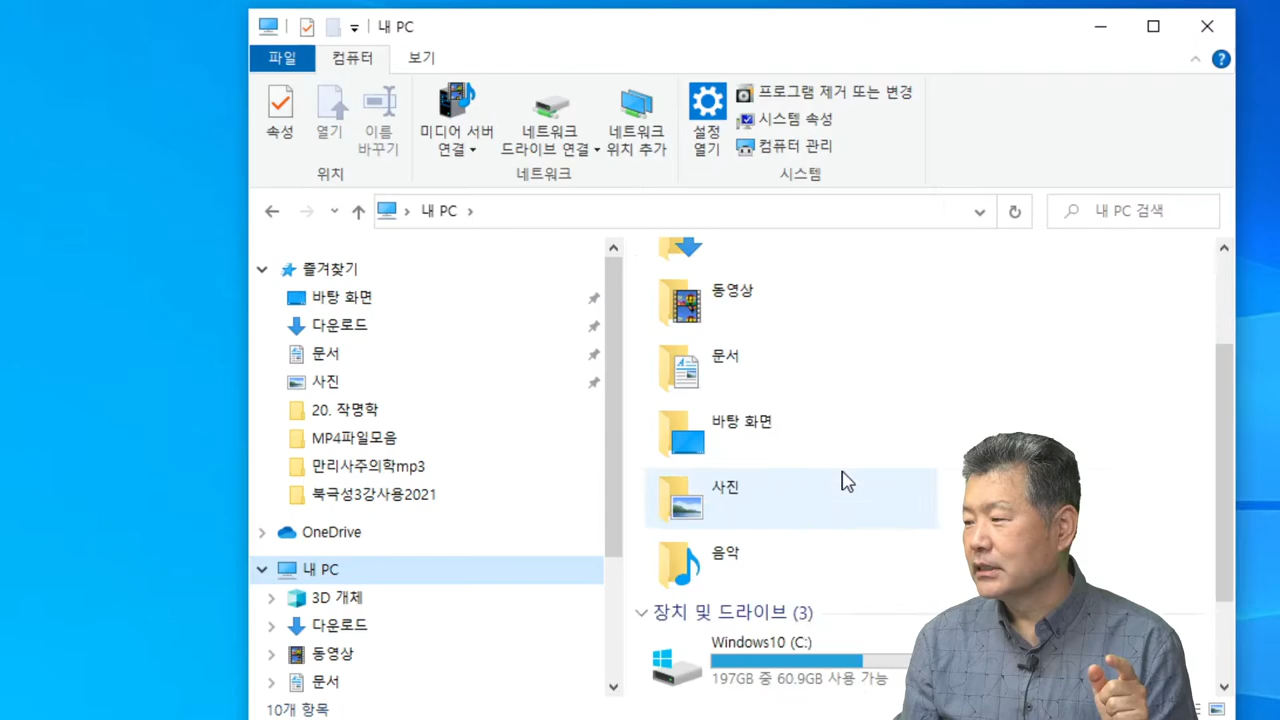 내 PC
파일
컴퓨터
보기
속성
열기
이름
바꾸기
미디어 서버
연결
네트워크
드라이브 연결
네트워크
위치 추가
설정
열기
프로그램 제거 또는 변경
시스템 속성
컴퓨터 관리
위치
네트워크
시스템
내 PC
내 PC 검색
즐겨찾기
바탕 화면
다운로드
문서
사진
20. 작명학
MP4파일모음
만리사주의학mp3
북극성3강사용2021
OneDrive
내 PC
3D 개체
다운로드
동영상
문서
10개 항목
동영상
문서
바탕 화면
사진
음악
장치 및 드라이브 (3)
Windows10 (C:)
197GB 중 60.9GB 사용 가능